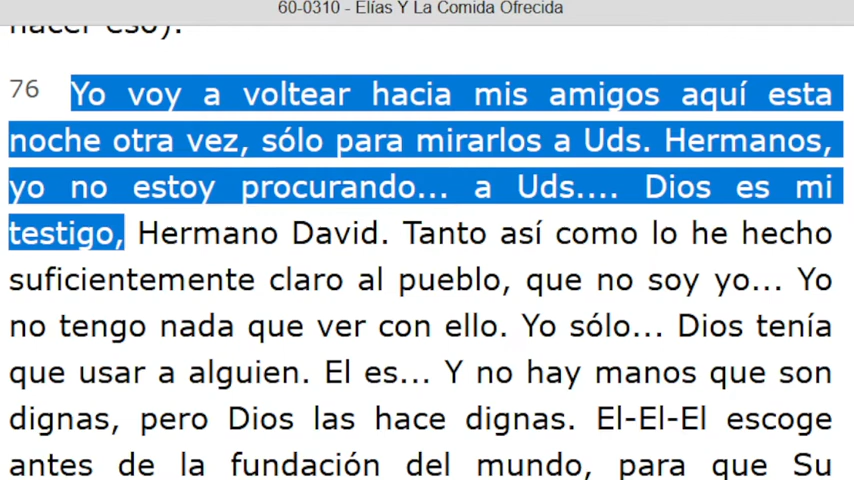 60-0310 - Elías Y La Comida Ofrecida
hacer eso).
76 Yo voy a voltear hacia mis amigos aquí esta
noche otra vez, sólo para mirarlos a Uds. Hermanos,
yo no estoy procurando... a Uds.... Dios es mi
testigo, Hermano David. Tanto así como lo he hecho
suficientemente claro al pueblo, que no soy yo... Yo
no tengo nada que ver con ello. Yo sólo... Dios tenía
que usar a alguien. El es... Y no hay manos que son
dignas, pero Dios las hace dignas. El-El-El escoge
antes de la fundación del mundo, para que Su